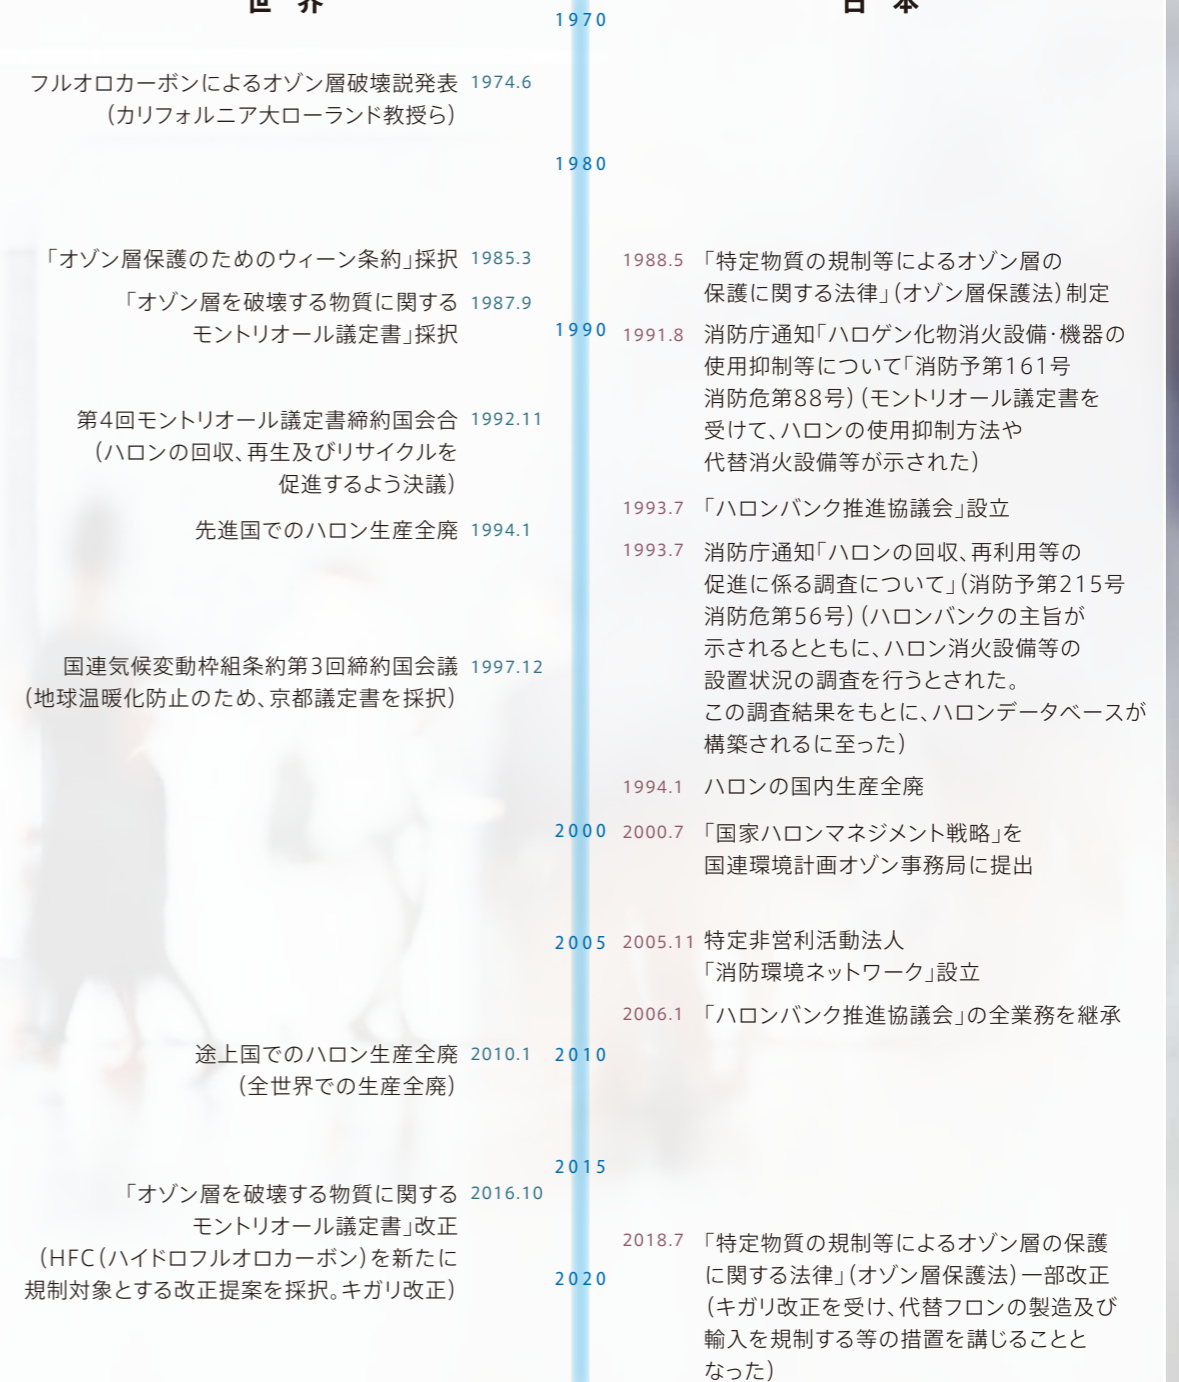 世界
フルオロカーボンによるオゾン層破壊説発表 1974.6
(カリフォルニア大ローランド教授ら)
「オゾン層保護のためのウィーン条約」採択 1985.3
「オゾン層を破壊する物質に関する 1987.9
モントリオール議定書」採択
第4回モントリオール議定書締約国会合 1992.11
(ハロンの回収、再生及びリサイクルを
促進するよう決議)
先進国でのハロン生産全廃 1994.1
国連気候変動枠組条約第3回締約国会議 1997.12
(地球温暖化防止のため、京都議定書を採択)
途上国でのハロン生産全廃 2010.1
(全世界での生産全廃)
「オゾン層を破壊する物質に関する 2016.10
モントリオール議定書」改正
(HFC(ハイドロフルオロカーボン)を新たに
規制対象とする改正提案を採択。キガリ改正)
1970
1980
1990
2000
2005
2010
2015
2020
日本
1988.5 「特定物質の規制等によるオゾン層の
保護に関する法律」(オゾン層保護法)制定
1991.8 消防庁通知「ハロゲン化物消火設備・機器の
使用抑制等について「消防予第161号
消防危第88号)(モントリオール議定書を
受けて、ハロンの使用抑制方法や
代替消火設備等が示された)
1993.7 「ハロンバンク推進協議会」設立
1993.7 消防庁通知「ハロンの回収、再利用等の
促進に係る調査について」(消防予第215号
消防危第56号)(ハロンバンクの主旨が
示されるとともに、ハロン消火設備等の
設置状況の調査を行うとされた。
この調査結果をもとに、ハロンデータベースが
構築されるに至った)
1994.1 ハロンの国内生産全廃
2000.7 「国家ハロンマネジメント戦略」を
国連環境計画オゾン事務局に提出
2005.11 特定非営利活動法人
「消防環境ネットワーク」設立
2006.1 「ハロンバンク推進協議会」の全業務を継承
2018.7 「特定物質の規制等によるオゾン層の保護
に関する法律」(オゾン層保護法)一部改正
(キガリ改正を受け、代替フロンの製造及び
輸入を規制する等の措置を講じることと
なった)